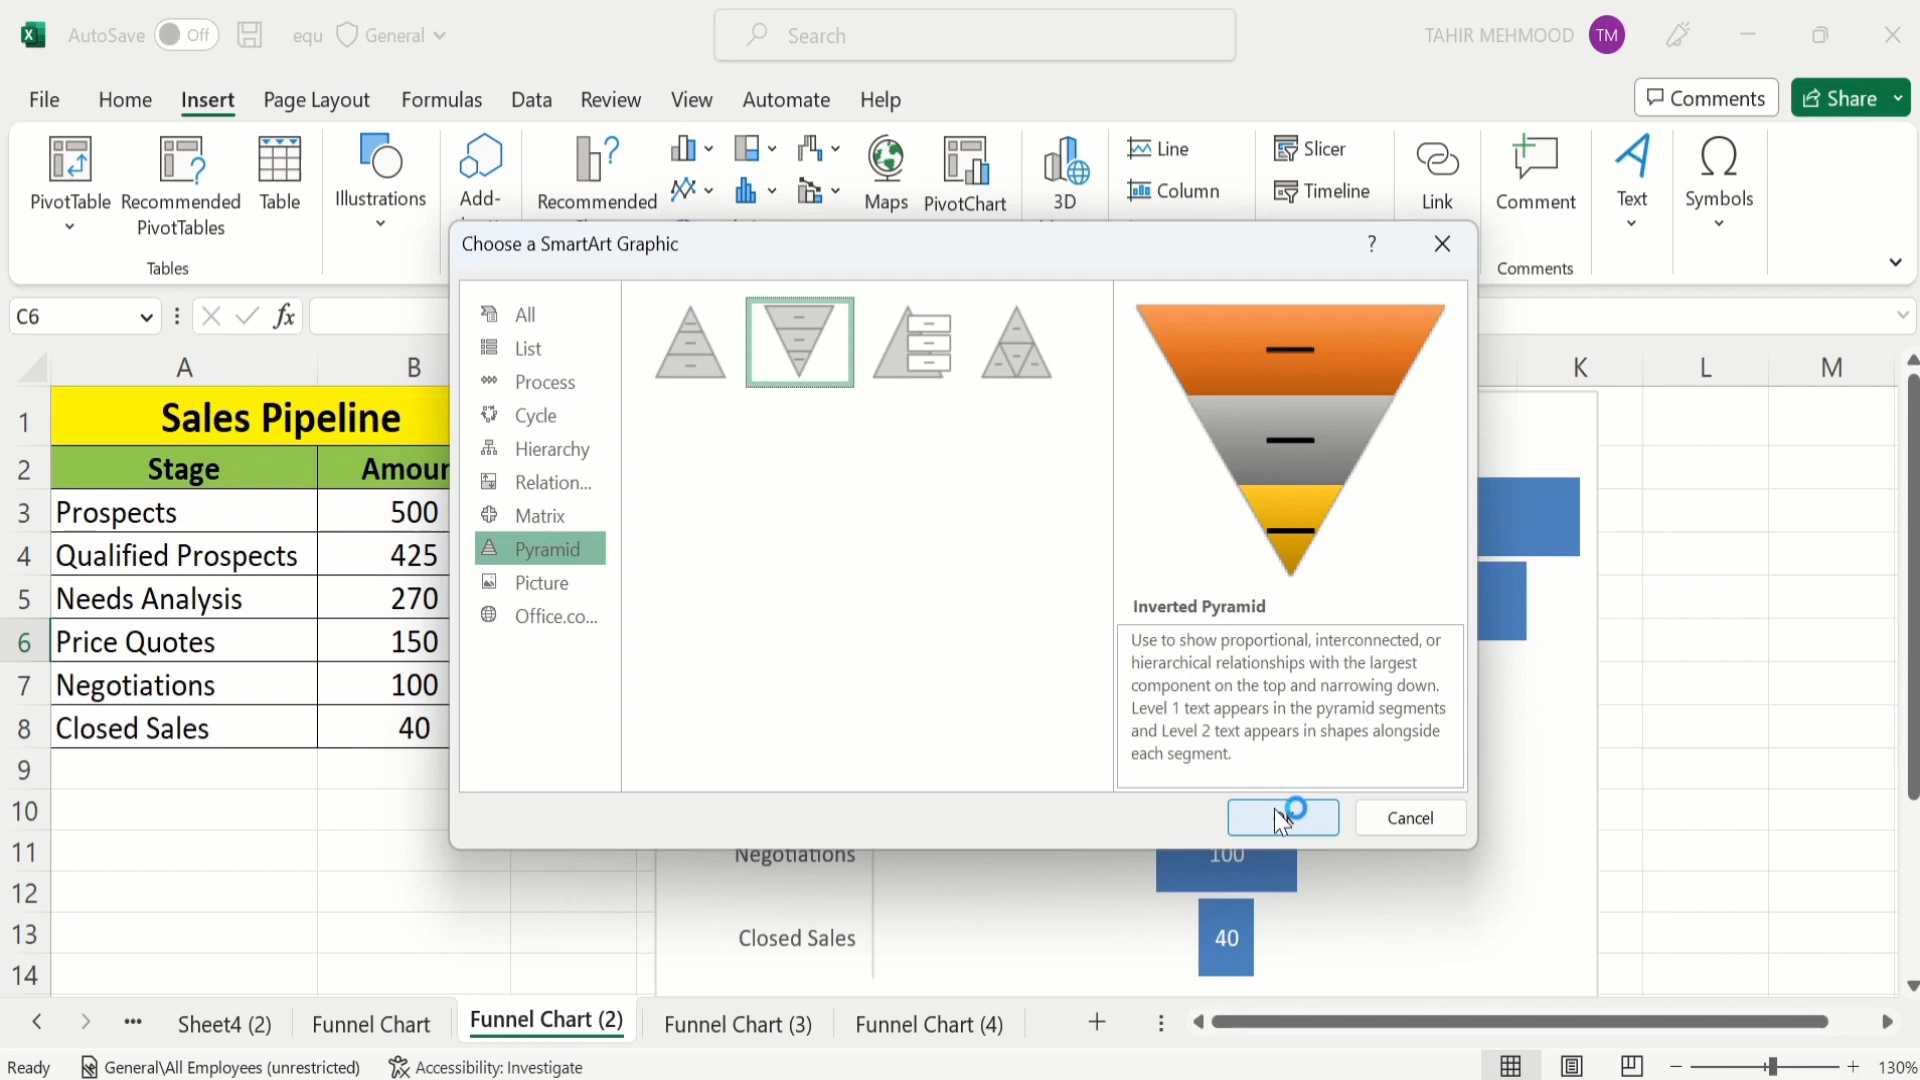 AutoSave Off equ General Search TAHIR MEHMOOD TM
File Home Insert Page Layout Formulas Data Review View Automate Help Comments Share
PivotTable Recommended PivotTables Table
Tables
Illustrations
Add-
Recommended
Maps PivotChart
3D
Line
Column
Slicer
Timeline
Link
Comment
Comments
Text
Symbols
Choose a SmartArt Graphic ?
C6 fx
All
List
Process
Cycle
Hierarchy
Relation...
Matrix
Pyramid
Picture
Office.co...
Inverted Pyramid
Use to show proportional, interconnected, or
hierarchical relationships with the largest
component on the top and narrowing down.
Level 1 text appears in the pyramid segments
and Level 2 text appears in shapes alongside
each segment.
Cancel
A B K L M
1 Sales Pipeline
2 Stage Amour
3 Prospects 500
4 Qualified Prospects 425
5 Needs Analysis 270
6 Price Quotes 150
7 Negotiations 100
8 Closed Sales 40
9
10
11
12
13
14
Negotiations 100
Closed Sales 40
Sheet4 (2) Funnel Chart Funnel Chart (2) Funnel Chart (3) Funnel Chart (4)
Ready General\All Employees (unrestricted) Accessibility: Investigate 130%